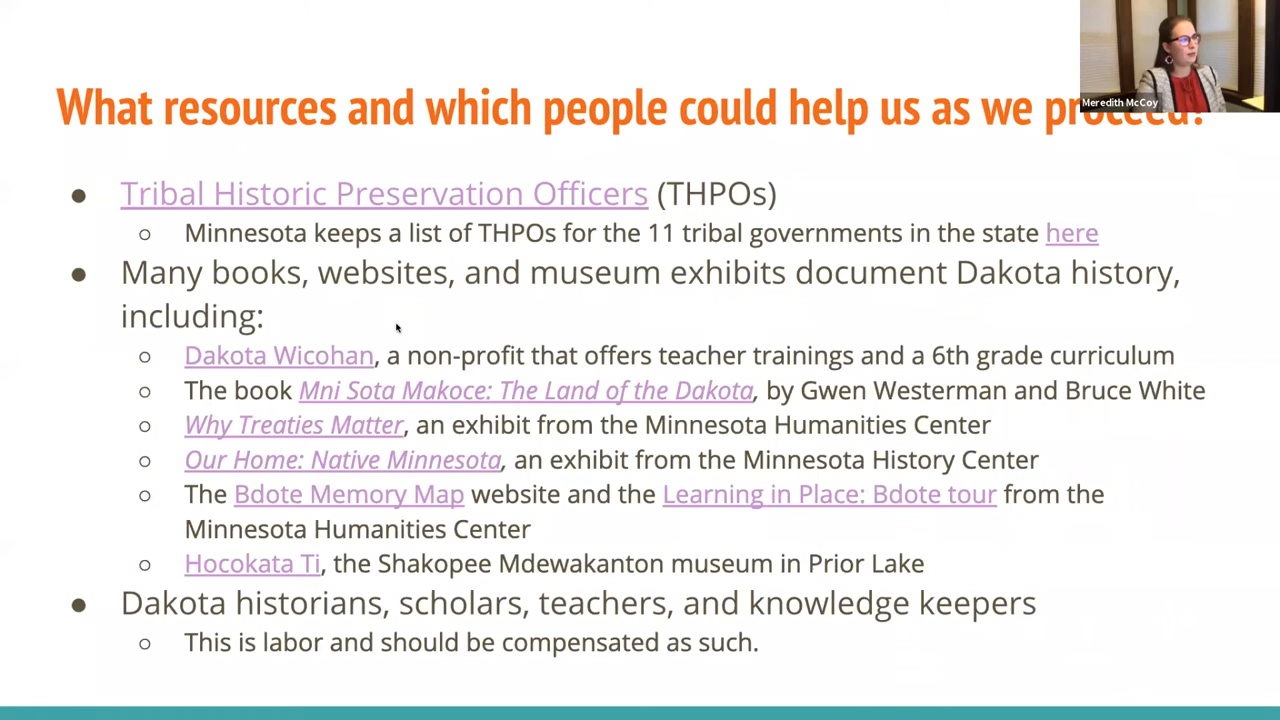 What resources and which people could help us as we proceed?
Meredith McCoy
● Tribal Historic Preservation Officers (THPOs)
○ Minnesota keeps a list of THPOs for the 11 tribal governments in the state here
● Many books, websites, and museum exhibits document Dakota history,
including:
○ Dakota Wicohan, a non-profit that offers teacher trainings and a 6th grade curriculum
○ The book Mni Sota Makoce: The Land of the Dakota, by Gwen Westerman and Bruce White
○ Why Treaties Matter, an exhibit from the Minnesota Humanities Center
○ Our Home: Native Minnesota, an exhibit from the Minnesota History Center
○ The Bdote Memory Map website and the Learning in Place: Bdote tour from the
Minnesota Humanities Center
○ Hocokata Ti, the Shakopee Mdewakanton museum in Prior Lake
● Dakota historians, scholars, teachers, and knowledge keepers
○ This is labor and should be compensated as such.